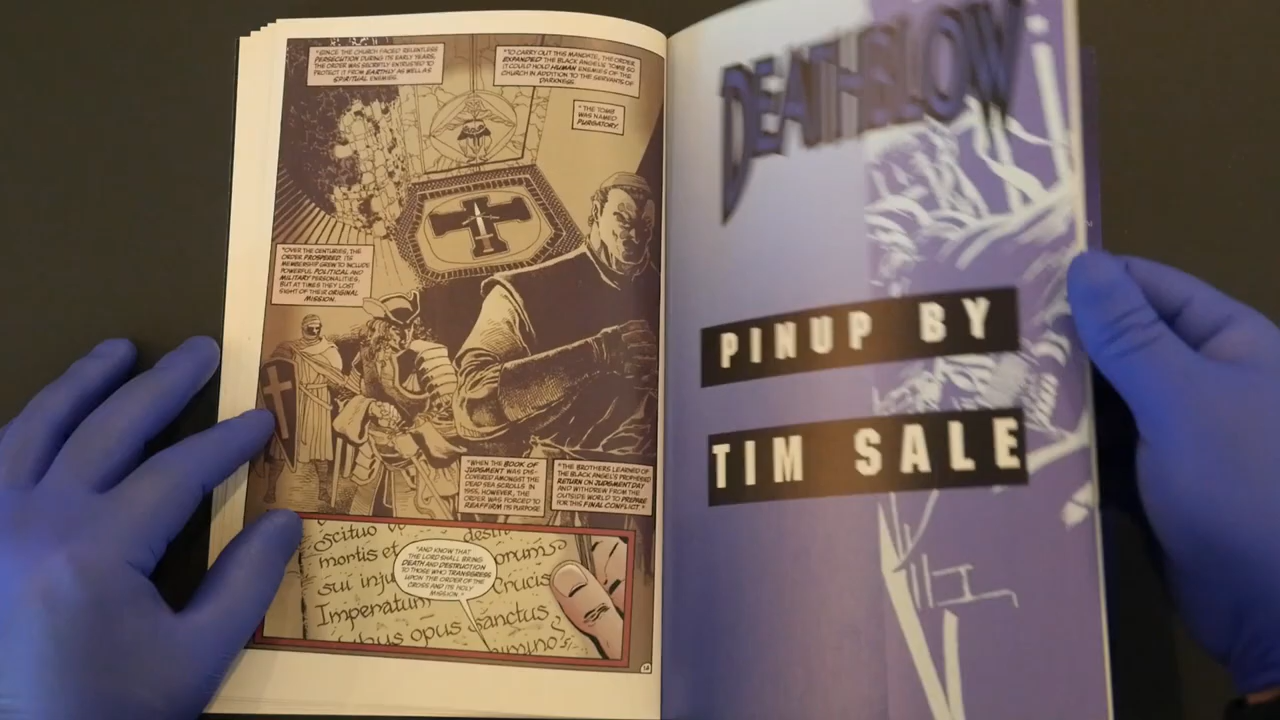 "SINCE THE CHURCH FACED RELENTLESS
PERSECUTION DURING ITS EARLY YEARS,
THE ORDER WAS SECRETLY ENTRUSTED TO
PROTECT IT FROM EARTHLY AS WELL AS
SPIRITUAL ENEMIES.
"TO CARRY OUT THIS MANDATE, THE ORDER
EXPANDED THE BLACK ANGEL'S TOMB SO
IT COULD HOLD HUMAN ENEMIES OF THE
CHURCH IN ADDITION TO THE SERVANTS OF
DARKNESS.
"THE TOMB
WAS NAMED
PURGATORY.
"OVER THE CENTURIES, THE
ORDER PROSPERED. ITS
MEMBERSHIP GREW TO INCLUDE
POWERFUL POLITICAL AND
MILITARY PERSONALITIES,
BUT AT TIMES THEY LOST
SIGHT OF THEIR ORIGINAL
MISSION.
"WHEN THE BOOK OF
JUDGMENT WAS DIS-
COVERED AMONGST THE
DEAD SEA SCROLLS IN
1955, HOWEVER, THE
ORDER WAS FORCED TO
REAFFIRM ITS PURPOSE.
"THE BROTHERS LEARNED OF
THE BLACK ANGEL'S PROPHESIED
RETURN ON JUDGMENT DAY
AND WITHDREW FROM THE
OUTSIDE WORLD TO PREPARE
FOR THIS FINAL CONFLICT."
scituo
mortis et
sui inju
Imperatum Crucis
opus sanctus
"AND KNOW THAT
THE LORD SHALL BRING
DEATH AND DESTRUCTION
TO THOSE WHO TRANSGRESS
UPON THE ORDER OF THE
CROSS AND ITS HOLY
MISSION."
DEATHBLOW
PINUP BY
TIM SALE